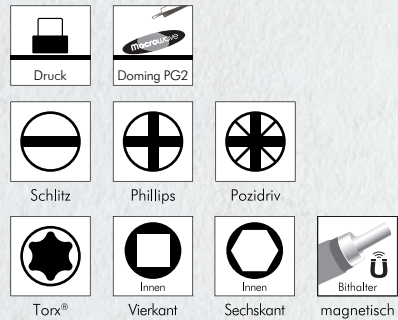 Macrowave
Druck
Doming PG2
Schlitz
Phillips
Pozidriv
Innen
Innen
Bithalter
Torx®
Vierkant
Sechskant
magnetisch